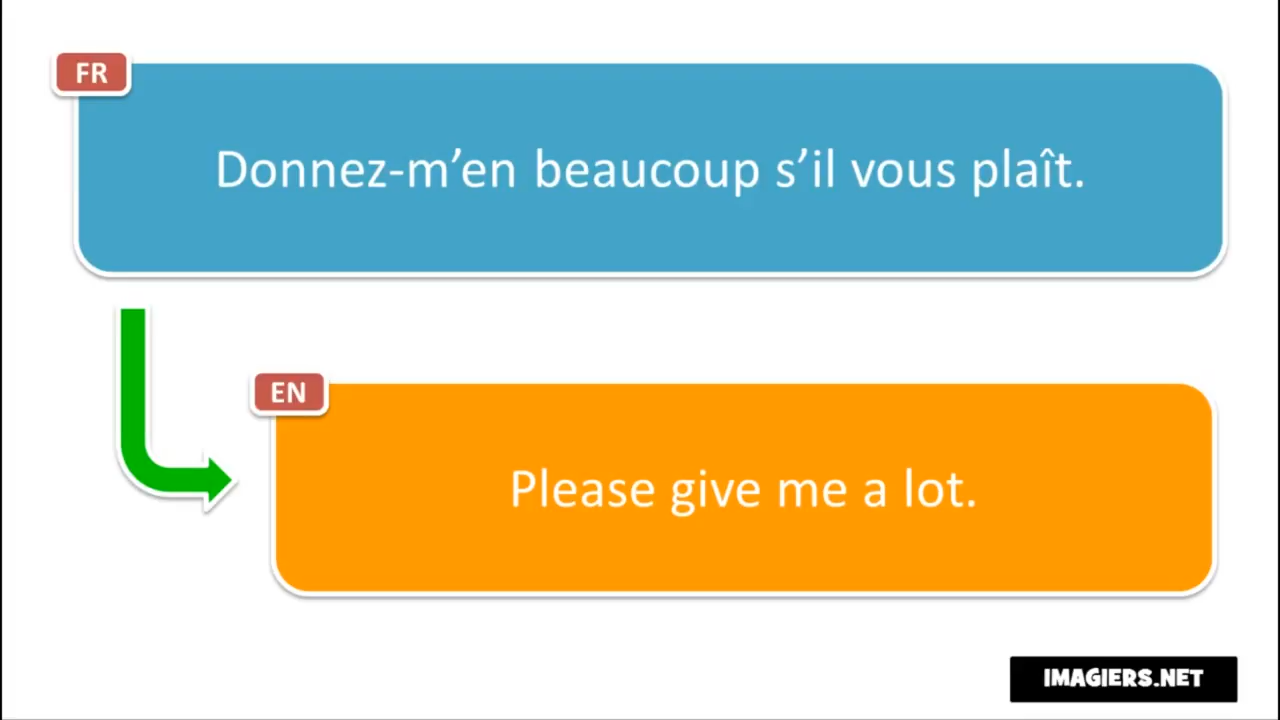 FR
Donnez-m’en beaucoup s’il vous plaît.
EN
Please give me a lot.
IMAGIERS.NET